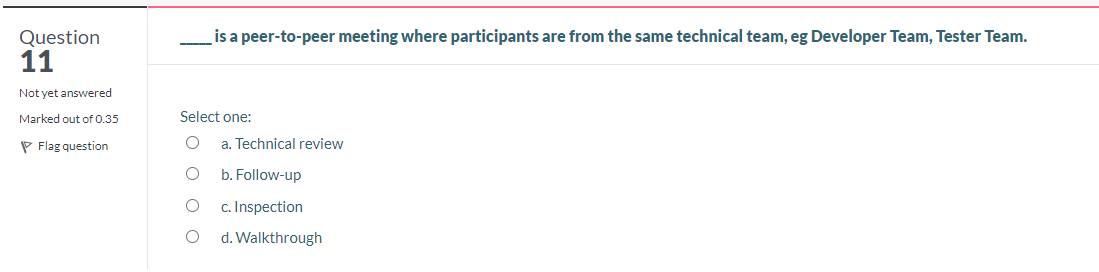 Question
11
Not yet answered
Marked out of 0.35
Flag question
_____ is a peer-to-peer meeting where participants are from the same technical team, eg Developer Team, Tester Team.
Select one:
a. Technical review
b. Follow-up
c. Inspection
d. Walkthrough